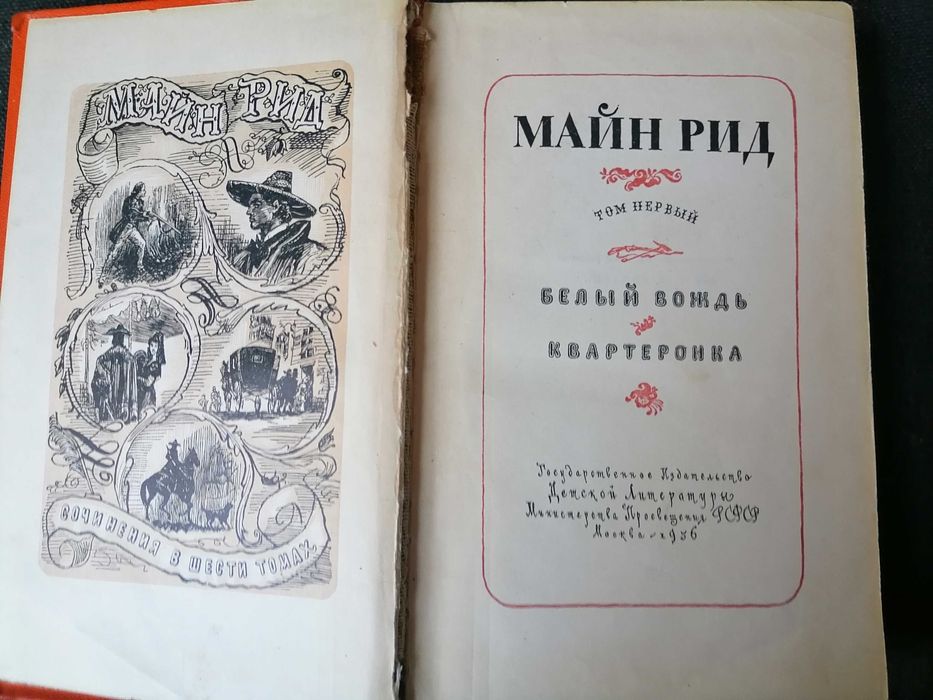 МАЙН РИД
СОЧИНЕНИЯ В ШЕСТИ ТОМАХ.
МАЙН РИД
ТОМ ПЕРВЫЙ
БЕЛЫЙ ВОЖДЬ
КВАРТЕРОНКА
Государственное Издательство
Детской Литературы
Министерства Просвещения РСФСР
Москва 1956